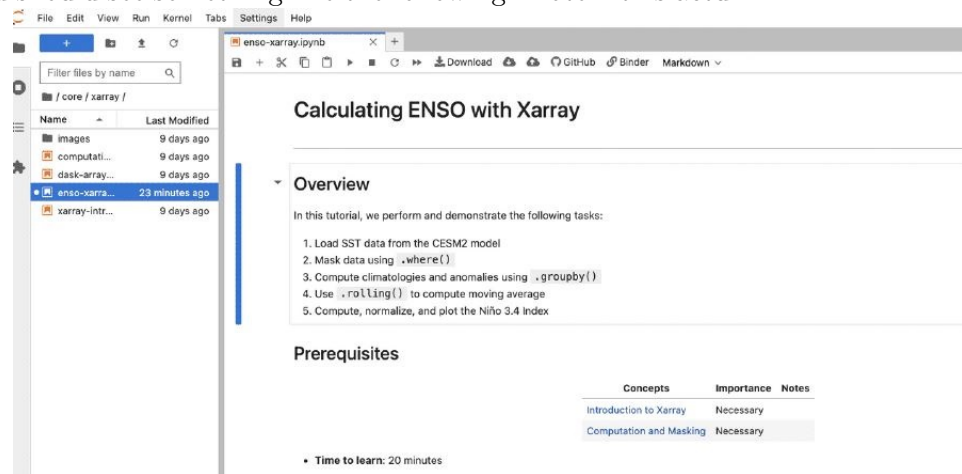 File Edit View Run Kernel Tabs Settings Help
enso-xarray.ipynb
Download GitHub Binder Markdown
Filter files by name
/ core / xarray /
Name Last Modified
images 9 days ago
computati... 9 days ago
dask-array... 9 days ago
enso-xarra... 23 minutes ago
xarray-intr... 9 days ago
Calculating ENSO with Xarray
Overview
In this tutorial, we perform and demonstrate the following tasks:
1. Load SST data from the CESM2 model
2. Mask data using .where()
3. Compute climatologies and anomalies using .groupby()
4. Use .rolling() to compute moving average
5. Compute, normalize, and plot the Niño 3.4 Index
Prerequisites
Concepts Importance Notes
Introduction to Xarray Necessary
Computation and Masking Necessary
• Time to learn: 20 minutes